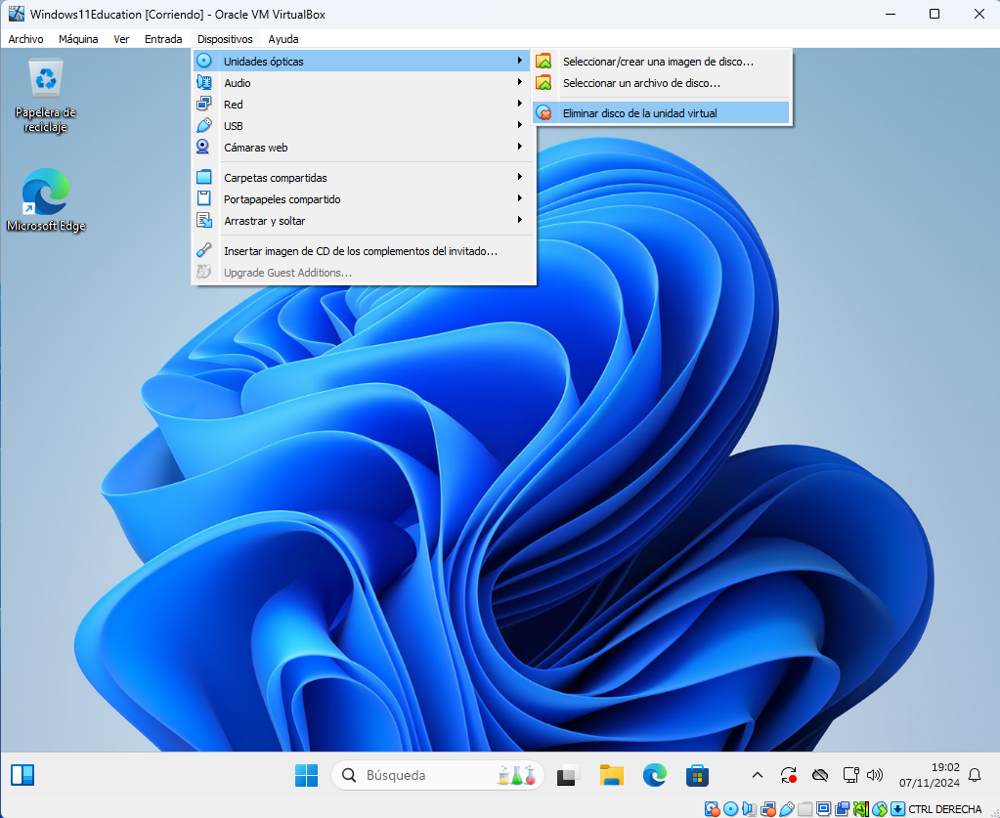 Windows11Education [Corriendo] - Oracle VM VirtualBox
Archivo Máquina Ver Entrada Dispositivos Ayuda
Unidades ópticas
Audio
Red
USB
Cámaras web
Carpetas compartidas
Portapapeles compartido
Arrastrar y soltar
Insertar imagen de CD de los complementos del invitado...
Upgrade Guest Additions...
Seleccionar/crear una imagen de disco...
Seleccionar un archivo de disco...
Eliminar disco de la unidad virtual
Papelera de
reciclaje
Microsoft Edge
Búsqueda
19:02
07/11/2024
CTRL DERECHA